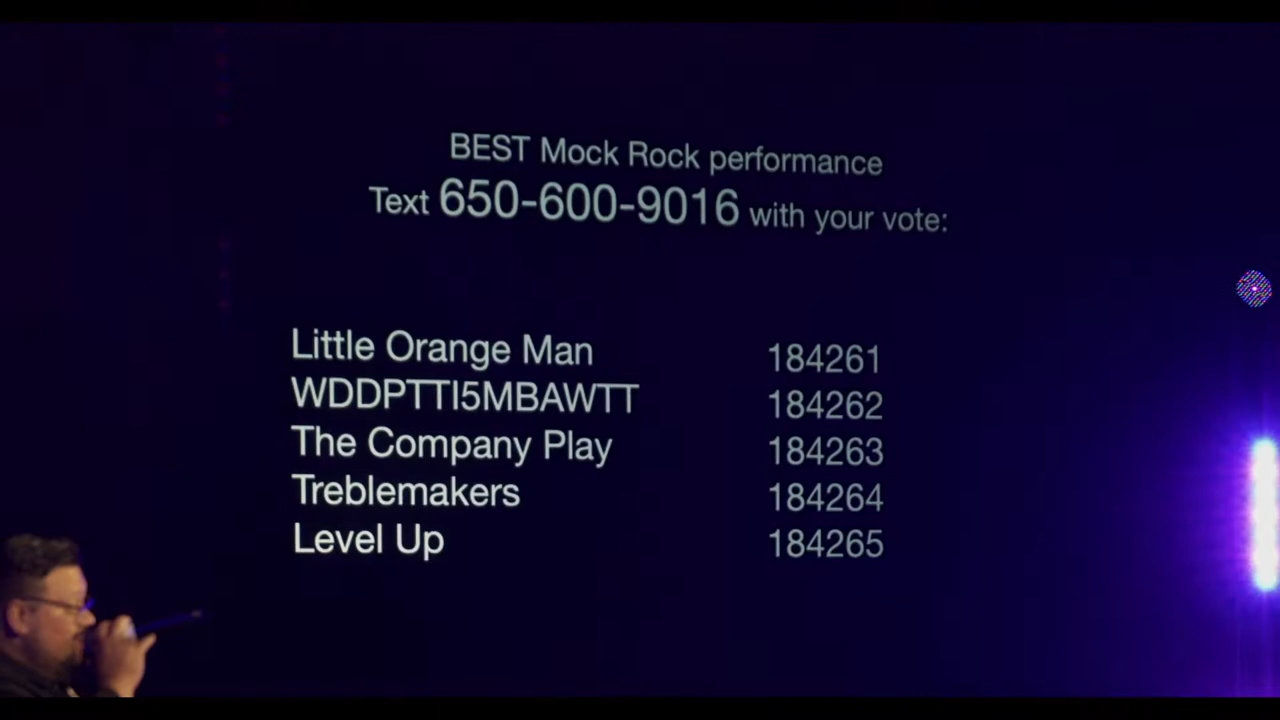 BEST Mock Rock performance
Text 650-600-9016 with your vote:
Little Orange Man 184261
WDDPTTI5MBAWTT 184262
The Company Play 184263
Treblemakers 184264
Level Up 184265